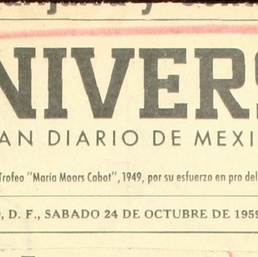 NIVERS
AN DIARIO DE MEXI
Trofeo "Maria Moors Cabot", 1949, por su esfuerzo en pro del
, D. F., SABADO 24 DE OCTUBRE DE 1959